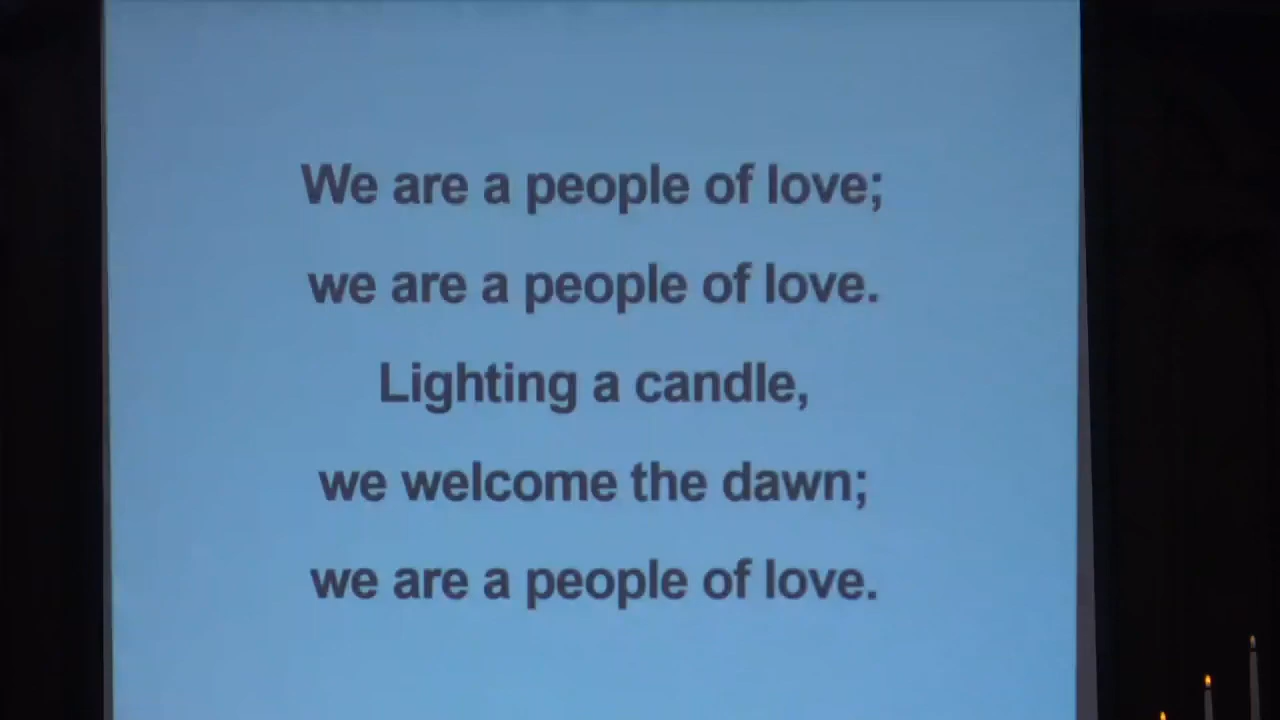 We are a people of love;
we are a people of love.
Lighting a candle,
we welcome the dawn;
we are a people of love.